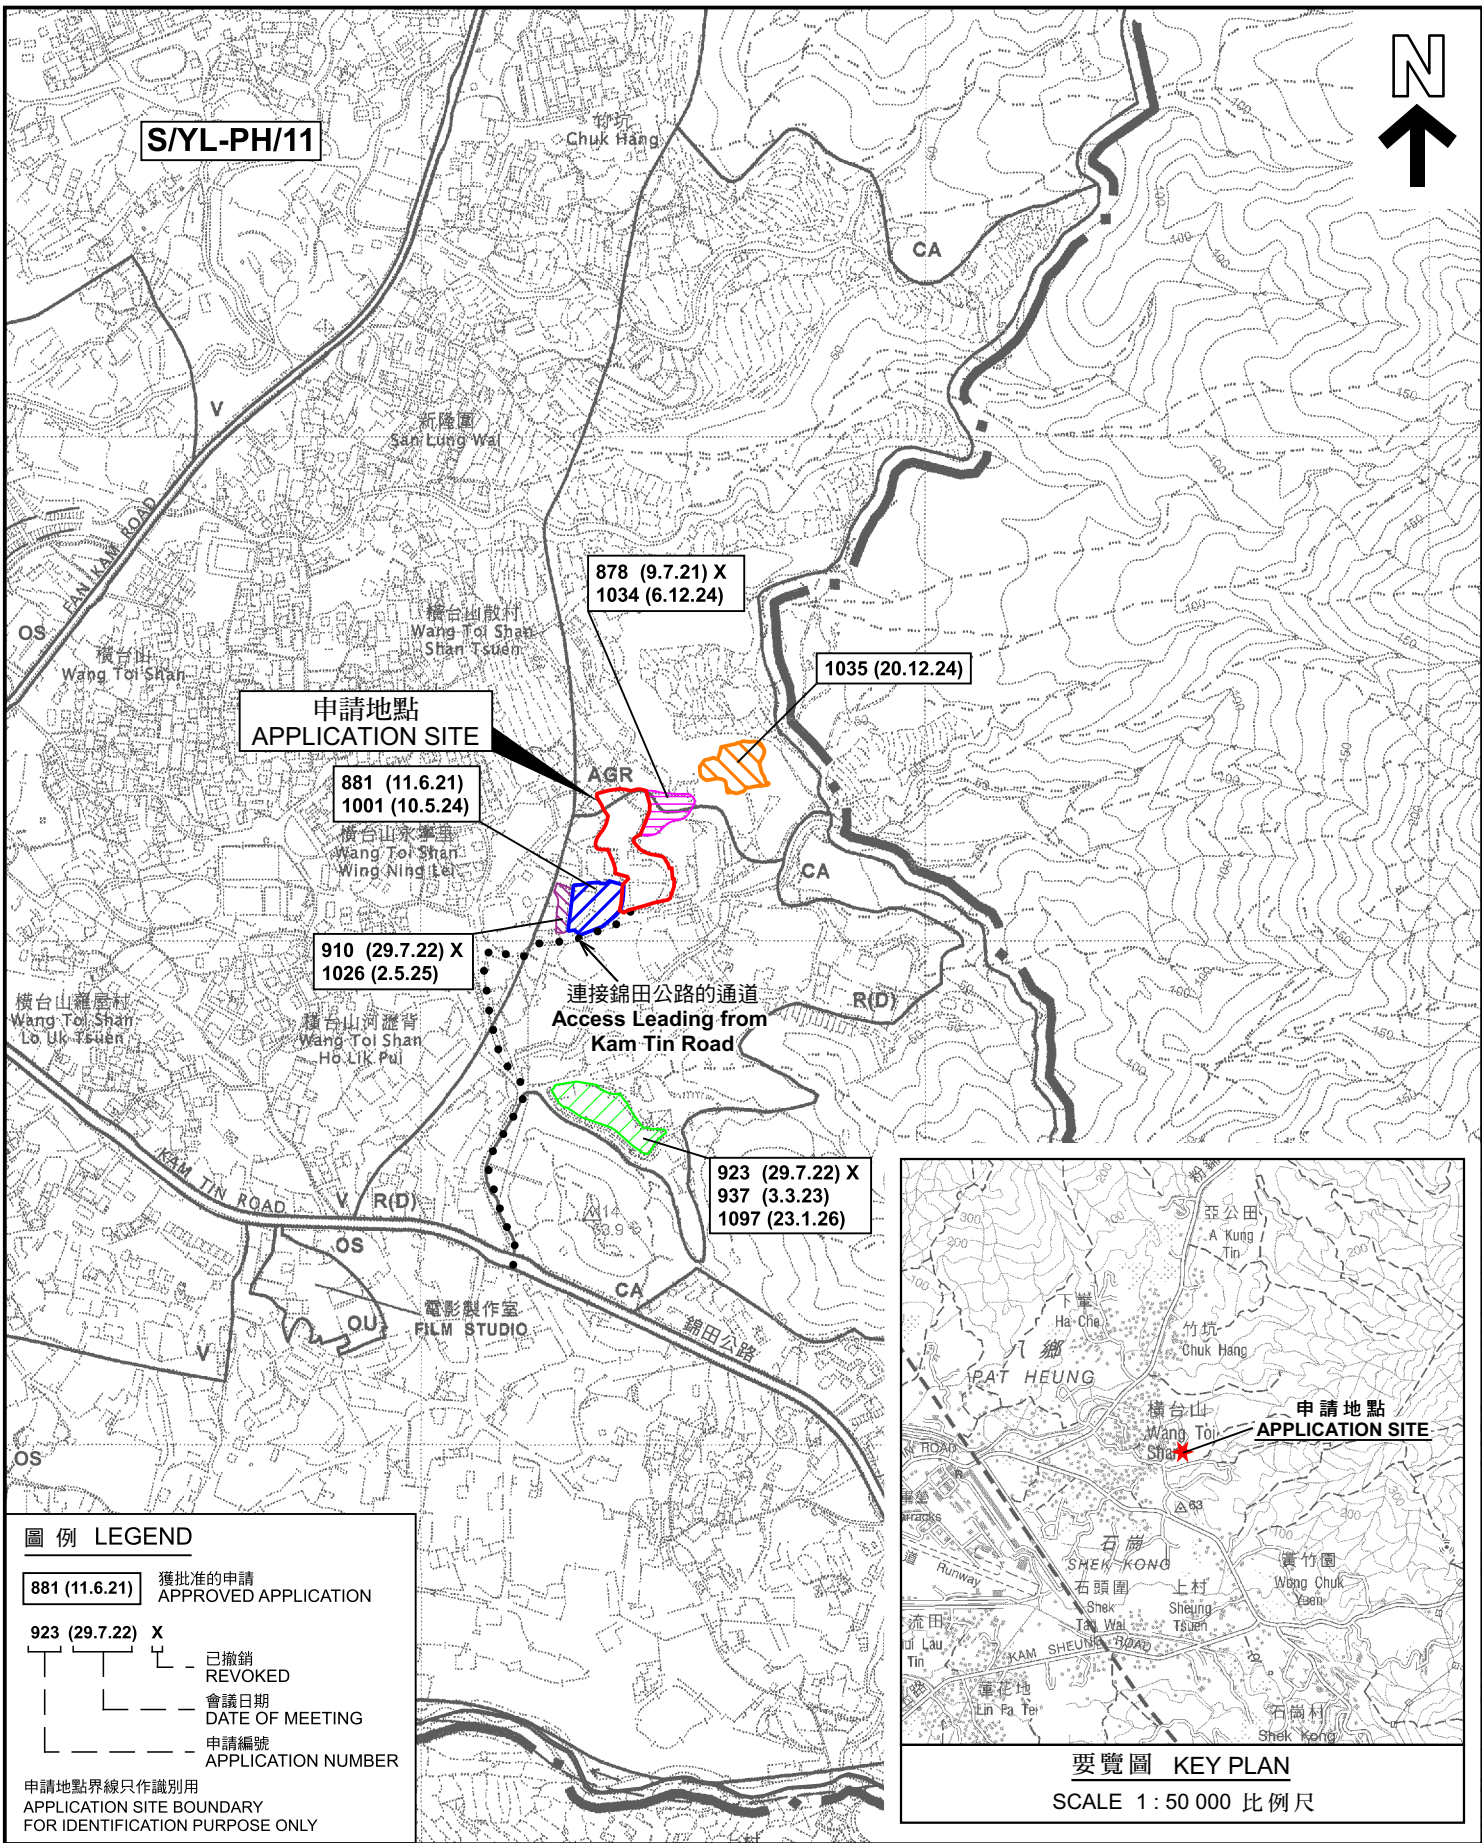 S/YL-PH/11
N
竹坑
Chuk Hang
CA
V
新隆圍
San Lung Wai
FAN KAM ROAD
OS
橫台山
Wang Toi Shan
橫台山散村
Wang Toi Shan
Shan Tsuen
878 (9.7.21) X
1034 (6.12.24)
1035 (20.12.24)
申請地點
APPLICATION SITE
AGR
881 (11.6.21)
1001 (10.5.24)
橫台山永寧里
Wang Toi Shan
Wing Ning Lei
CA
910 (29.7.22) X
1026 (2.5.25)
連接錦田公路的通道
Access Leading from
Kam Tin Road
R(D)
橫台山羅屋村
Wang Toi Shan
Lo Uk Tsuen
橫台山河瀝背
Wang Toi Shan
Ho Lik Pui
923 (29.7.22) X
937 (3.3.23)
1097 (23.1.26)
KAM TIN ROAD
V
R(D)
OS
CA
電影製作室
FILM STUDIO
OU
錦田公路
V
OS
圖 例 LEGEND
881 (11.6.21)
獲批准的申請
APPROVED APPLICATION
923 (29.7.22) X
已撤銷
REVOKED
會議日期
DATE OF MEETING
申請編號
APPLICATION NUMBER
申請地點界線只作識別用
APPLICATION SITE BOUNDARY
FOR IDENTIFICATION PURPOSE ONLY
亞公田
A Kung
Tin
下輋
Ha Che
竹坑
Chuk Hang
八鄉
PAT HEUNG
橫台山
Wang Toi
Shan
申請地點
APPLICATION SITE
ROAD
63
石崗
SHEK KONG
Runway
石頭圍
Shek
Tau Wai
上村
Sheung
Tsuen
黃竹園
Wong Chuk
Yuen
流田
ui Lau
Tin
KAM SHEUNG ROAD
蓮花地
Lin Fa Tei
石崗村
Shek Kong
要覽圖 KEY PLAN
SCALE 1 : 50 000 比例尺